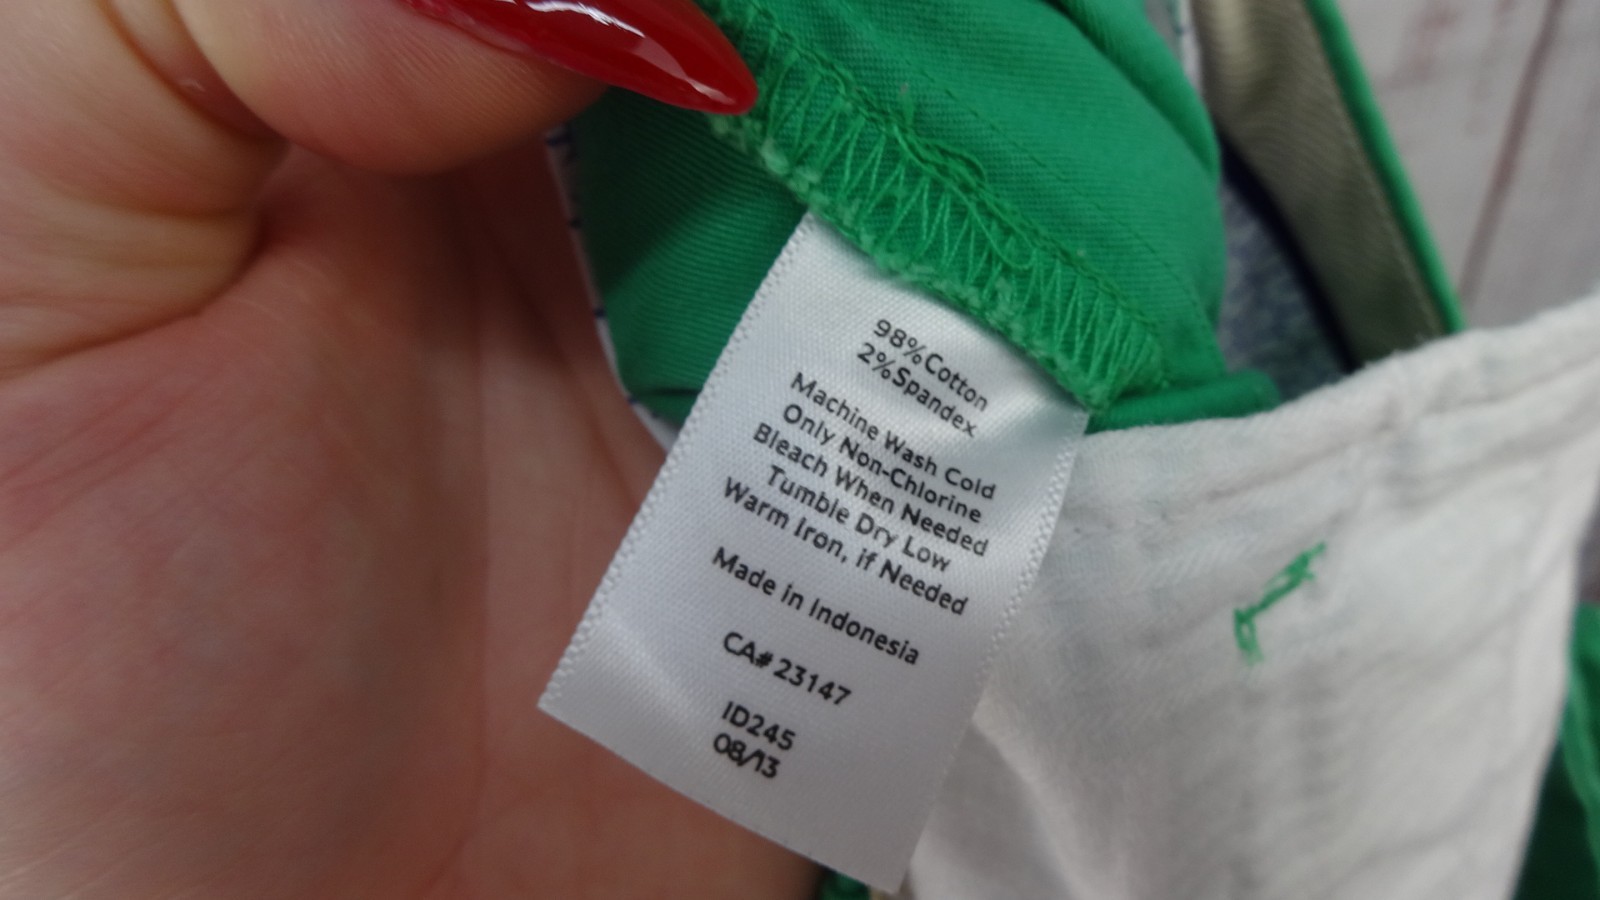 98%Cotton
2%Spandex
Machine Wash Cold
Only Non-Chlorine
Bleach When Needed
Tumble Dry Low
Warm Iron, if Needed
Made in Indonesia
CA# 23147
ID245
08/13